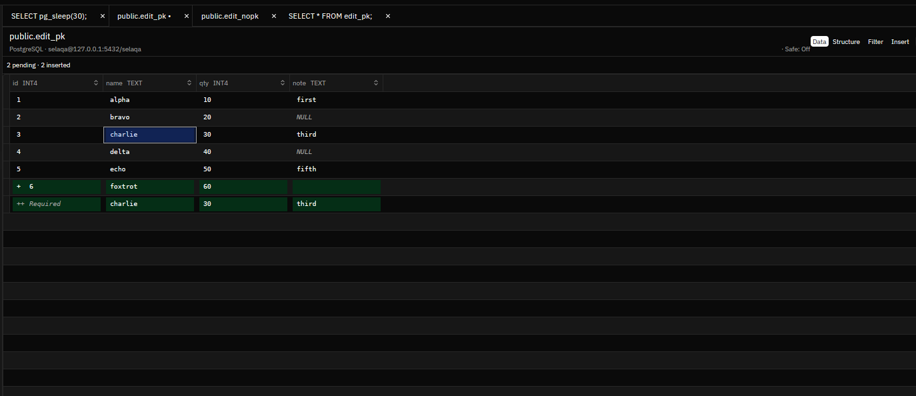 SELECT pg_sleep(30); × public.edit_pk • × public.edit_nopk × SELECT * FROM edit_pk; ×
public.edit_pk
PostgreSQL · selaqa@127.0.0.1:5432/selaqa · Safe: Off Data Structure Filter Insert
2 pending · 2 inserted
id INT4 name TEXT qty INT4 note TEXT
1 alpha 10 first
2 bravo 20 NULL
3 charlie 30 third
4 delta 40 NULL
5 echo 50 fifth
+ 6 foxtrot 60
++ Required charlie 30 third